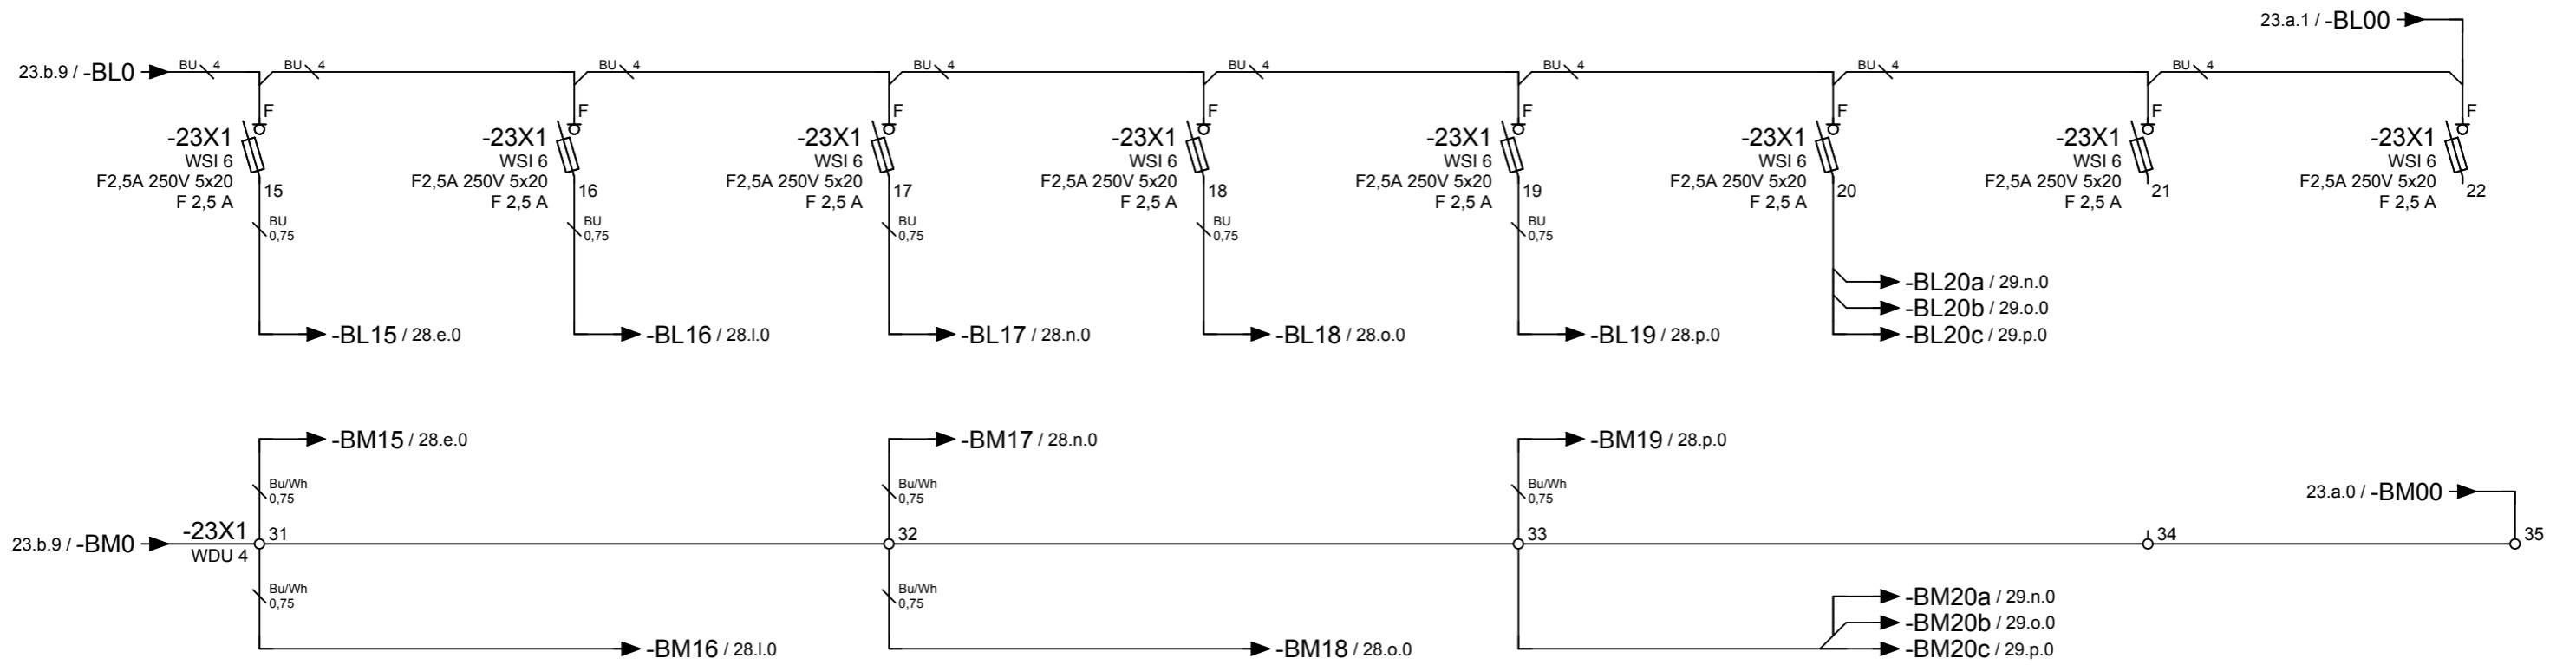 23.a.1 / -BL00
23.b.9 / -BL0
BU 4
BU 4
BU 4
BU 4
BU 4
BU 4
BU 4
BU 4
F
F
F
F
F
F
F
F
-23X1
WSI 6
F2,5A 250V 5x20
F 2,5 A
15
BU
0,75
-23X1
WSI 6
F2,5A 250V 5x20
F 2,5 A
16
BU
0,75
-23X1
WSI 6
F2,5A 250V 5x20
F 2,5 A
17
BU
0,75
-23X1
WSI 6
F2,5A 250V 5x20
F 2,5 A
18
BU
0,75
-23X1
WSI 6
F2,5A 250V 5x20
F 2,5 A
19
BU
0,75
-23X1
WSI 6
F2,5A 250V 5x20
F 2,5 A
20
-23X1
WSI 6
F2,5A 250V 5x20
F 2,5 A
21
-23X1
WSI 6
F2,5A 250V 5x20
F 2,5 A
22
-BL20a / 29.n.0
-BL20b / 29.o.0
-BL15 / 28.e.0
-BL16 / 28.l.0
-BL17 / 28.n.0
-BL18 / 28.o.0
-BL19 / 28.p.0
-BL20c / 29.p.0
-BM15 / 28.e.0
-BM17 / 28.n.0
-BM19 / 28.p.0
Bu/Wh
0,75
Bu/Wh
0,75
Bu/Wh
0,75
23.a.0 / -BM00
23.b.9 / -BM0
-23X1
WDU 4
31
32
33
34
35
Bu/Wh
0,75
Bu/Wh
0,75
-BM20a / 29.n.0
-BM20b / 29.o.0
-BM16 / 28.l.0
-BM18 / 28.o.0
-BM20c / 29.p.0